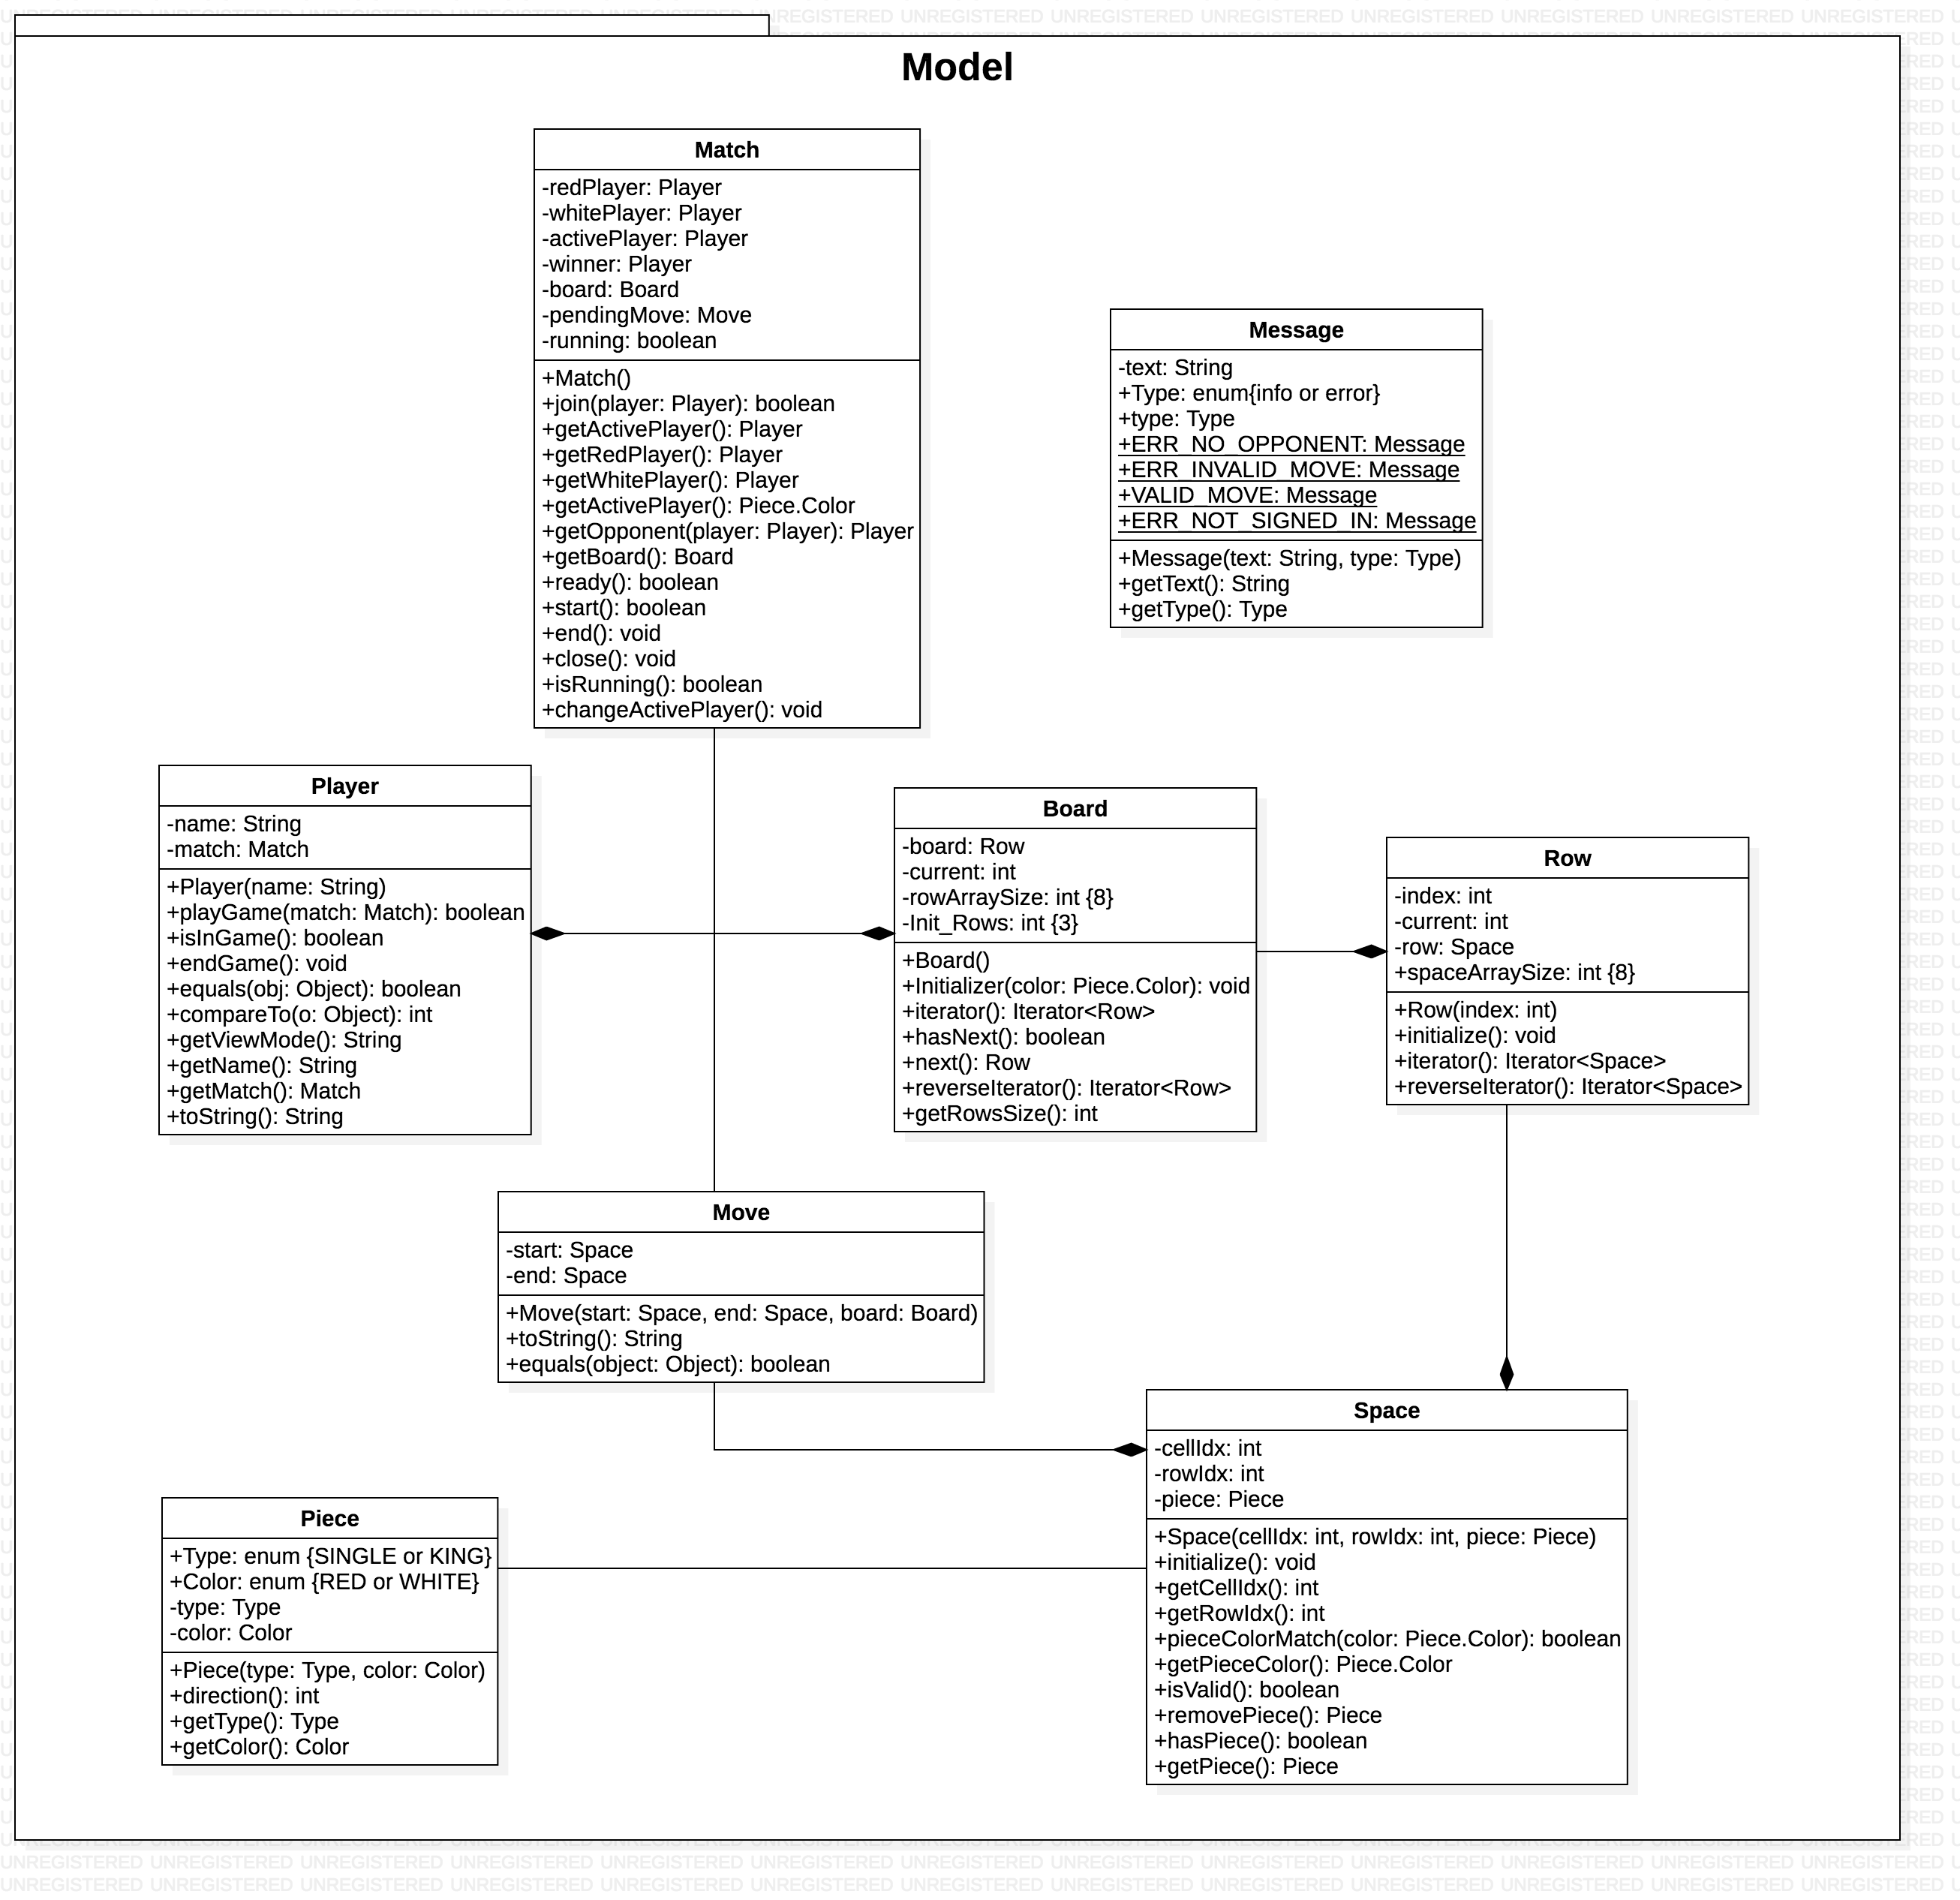 Model
Match
-redPlayer: Player
-whitePlayer: Player
-activePlayer: Player
-winner: Player
-board: Board
-pendingMove: Move
-running: boolean
+Match()
+join(player: Player): boolean
+getActivePlayer(): Player
+getRedPlayer(): Player
+getWhitePlayer(): Player
+getActivePlayer(): Piece.Color
+getOpponent(player: Player): Player
+getBoard(): Board
+ready(): boolean
+start(): boolean
+end(): void
+close(): void
+isRunning(): boolean
+changeActivePlayer(): void
Message
-text: String
+Type: enum{info or error}
+type: Type
+ERR_NO_OPPONENT: Message
+ERR_INVALID_MOVE: Message
+VALID_MOVE: Message
+ERR_NOT_SIGNED_IN: Message
+Message(text: String, type: Type)
+getText(): String
+getType(): Type
Player
-name: String
-match: Match
+Player(name: String)
+playGame(match: Match): boolean
+isInGame(): boolean
+endGame(): void
+equals(obj: Object): boolean
+compareTo(o: Object): int
+getViewMode(): String
+getName(): String
+getMatch(): Match
+toString(): String
Board
-board: Row
-current: int
-rowArraySize: int {8}
-Init_Rows: int {3}
+Board()
+Initializer(color: Piece.Color): void
+iterator(): Iterator<Row>
+hasNext(): boolean
+next(): Row
+reverseIterator(): Iterator<Row>
+getRowsSize(): int
Row
-index: int
-current: int
-row: Space
+spaceArraySize: int {8}
+Row(index: int)
+initialize(): void
+iterator(): Iterator<Space>
+reverseIterator(): Iterator<Space>
Move
-start: Space
-end: Space
+Move(start: Space, end: Space, board: Board)
+toString(): String
+equals(object: Object): boolean
Space
-cellIdx: int
-rowIdx: int
-piece: Piece
+Space(cellIdx: int, rowIdx: int, piece: Piece)
+initialize(): void
+getCellIdx(): int
+getRowIdx(): int
+pieceColorMatch(color: Piece.Color): boolean
+getPieceColor(): Piece.Color
+isValid(): boolean
+removePiece(): Piece
+hasPiece(): boolean
+getPiece(): Piece
Piece
+Type: enum {SINGLE or KING}
+Color: enum {RED or WHITE}
-type: Type
-color: Color
+Piece(type: Type, color: Color)
+direction(): int
+getType(): Type
+getColor(): Color
UNREGISTERED UNREGISTERED UNREGISTERED UNREGISTERED UNREGISTERED UNREGISTERED UNREGISTERED UNREGISTERED UNREGISTERED UNREGISTERED UNREGISTERED UNREGISTERED UNREGISTERED
UNREGISTERED UNREGISTERED UNREGISTERED UNREGISTERED UNREGISTERED UNREGISTERED UNREGISTERED UNREGISTERED UNREGISTERED UNREGISTERED UNREGISTERED UNREGISTERED UNREGISTERED